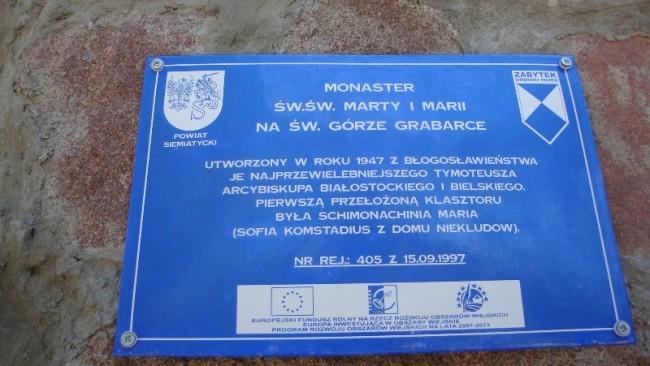 POWIAT
SIEMIATYCKI
ZABYTEK
CHRONIONY PRAWEM
MONASTER
ŚW.ŚW. MARTY I MARII
NA ŚW. GÓRZE GRABARCE
UTWORZONY W ROKU 1947 Z BŁOGOSŁAWIEŃSTWA
JE NAJPRZEWIELEBNIEJSZEGO TYMOTEUSZA
ARCYBISKUPA BIAŁOSTOCKIEGO I BIELSKIEGO.
PIERWSZĄ PRZEŁOŻONĄ KLASZTORU
BYŁA SCHIMONACHINIA MARIA
(SOFIA KOMSTADIUS Z DOMU NIEKLUDOW).
NR REJ.: 405 Z 15.09.1997
EUROPEJSKI FUNDUSZ ROLNY NA RZECZ ROZWOJU OBSZARÓW WIEJSKICH
EUROPA INWESTUJĄCA W OBSZARY WIEJSKIE
PROGRAM ROZWOJU OBSZARÓW WIEJSKICH NA LATA 2007-2013